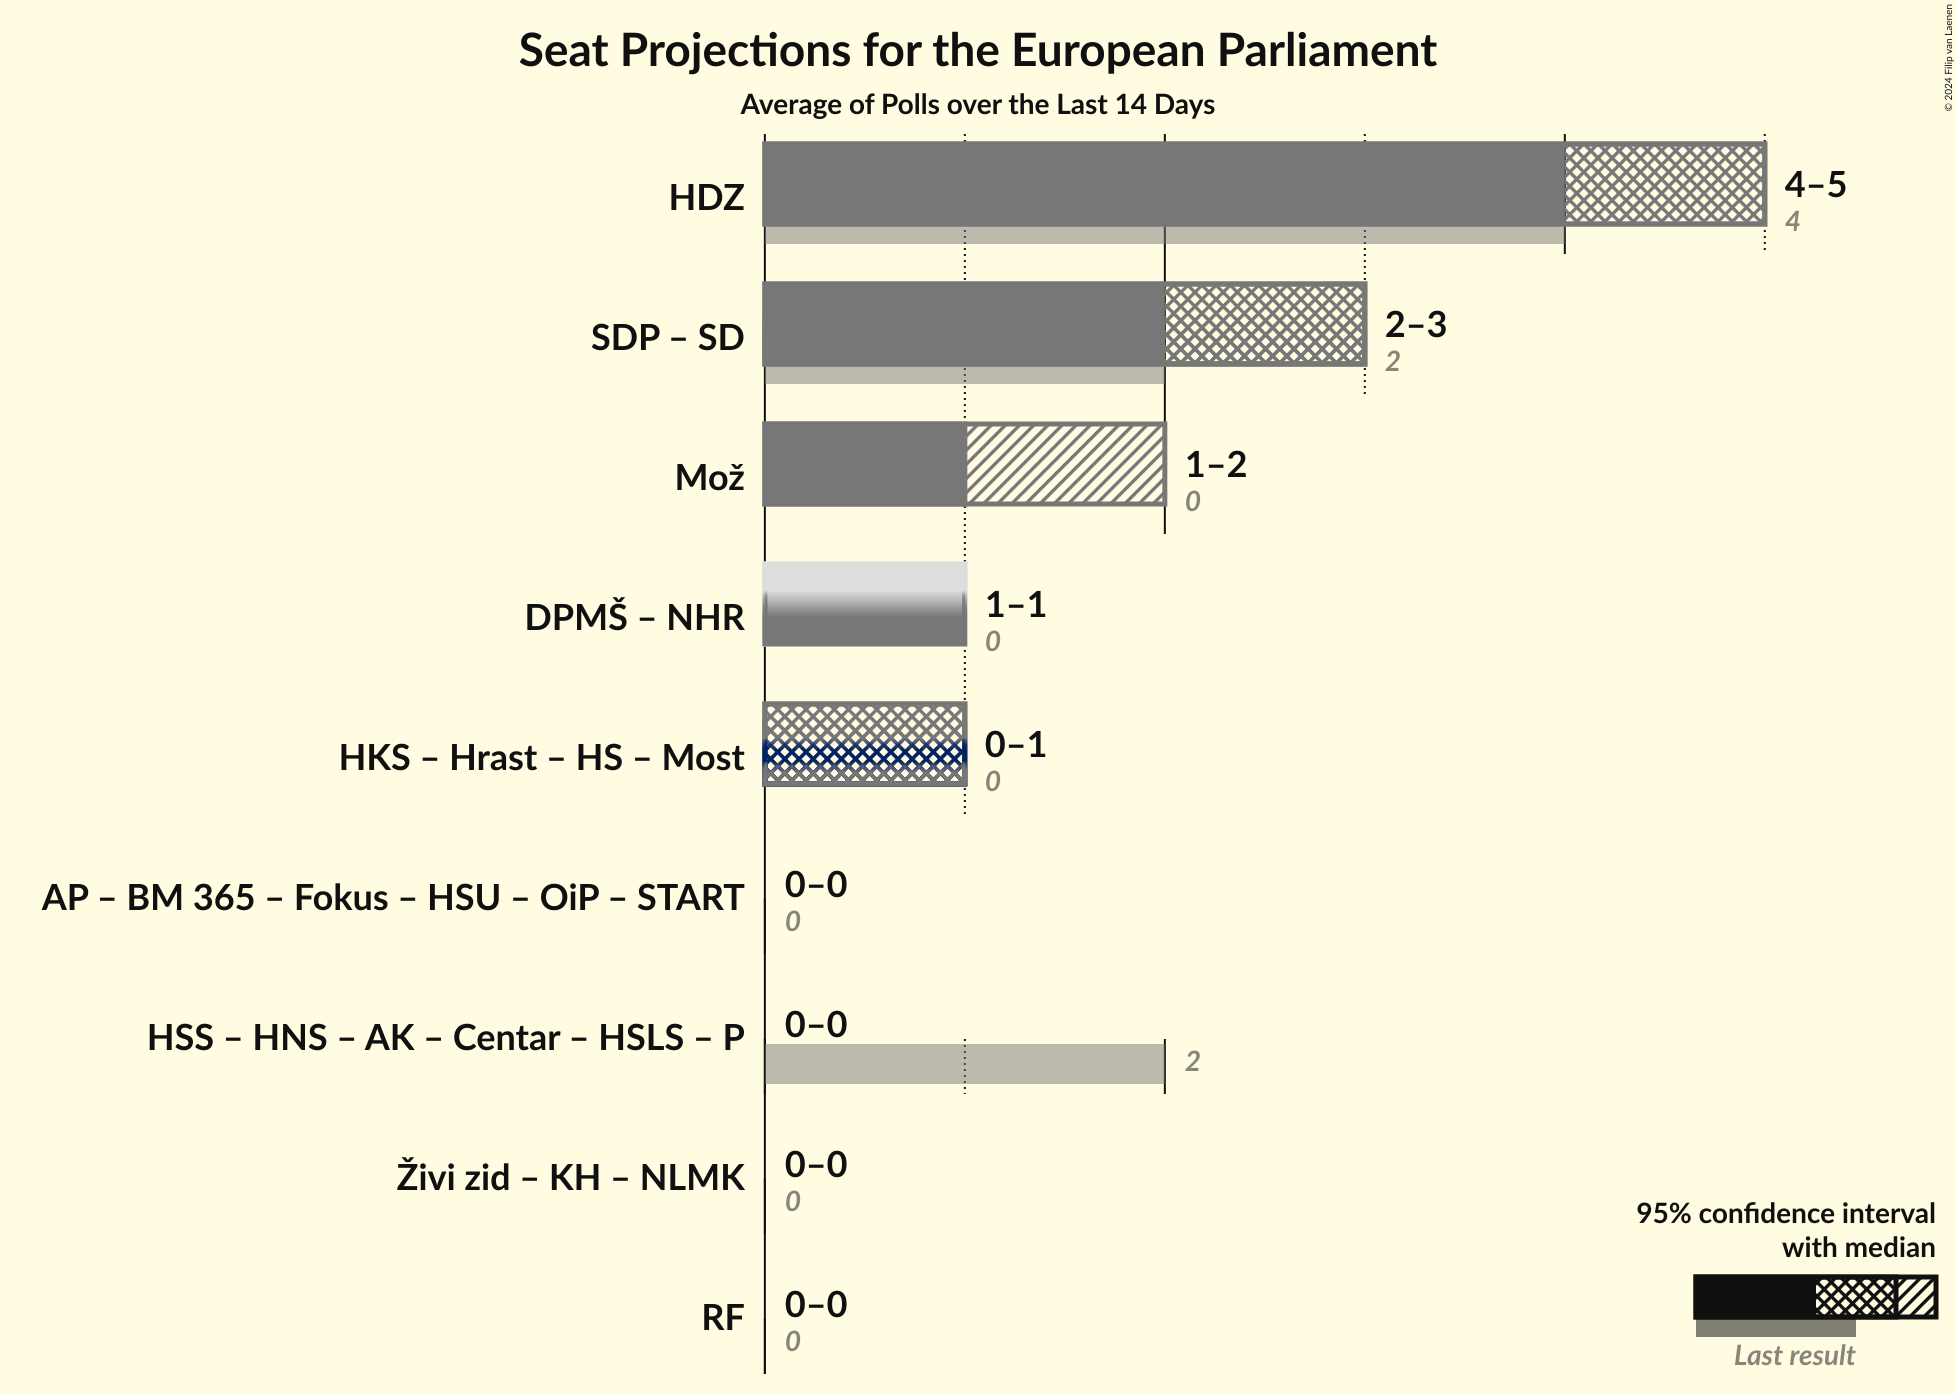 Seat Projections for the European Parliament
Average of Polls over the Last 14 Days
© 2024 Filip van Laenen
HDZ
4–5
4
SDP – SD
2–3
2
Mož
1–2
0
DPMŠ – NHR
1–1
0
HKS – Hrast – HS – Most
0–1
0
AP – BM 365 – Fokus – HSU – OiP – START
0–0
0
HSS – HNS – AK – Centar – HSLS – P
0–0
2
Živi zid – KH – NLMK
0–0
0
RF
0–0
0
95% confidence interval
with median
Last result